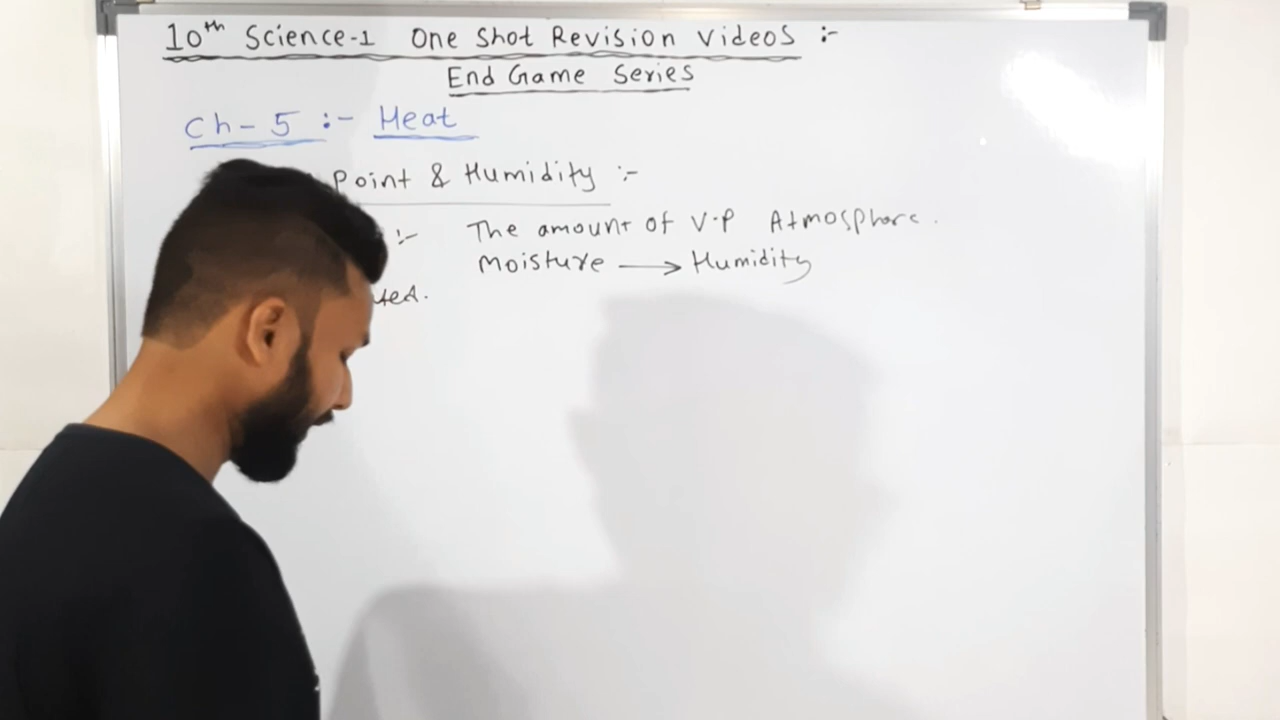 10th Science-1 One Shot Revision Videos :-
End Game Series
Ch - 5 :- Heat
Point & Humidity :-
:- The amount of V.P Atmosphare.
Moisture → Humidity